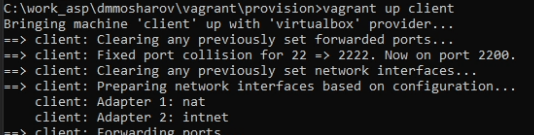 C:\work_asp\dmmosharov\vagrant\provision>vagrant up client
Bringing machine 'client' up with 'virtualbox' provider...
==> client: Clearing any previously set forwarded ports...
==> client: Fixed port collision for 22 => 2222. Now on port 2200.
==> client: Clearing any previously set network interfaces...
==> client: Preparing network interfaces based on configuration...
    client: Adapter 1: nat
    client: Adapter 2: intnet
==> client: Forwarding ports